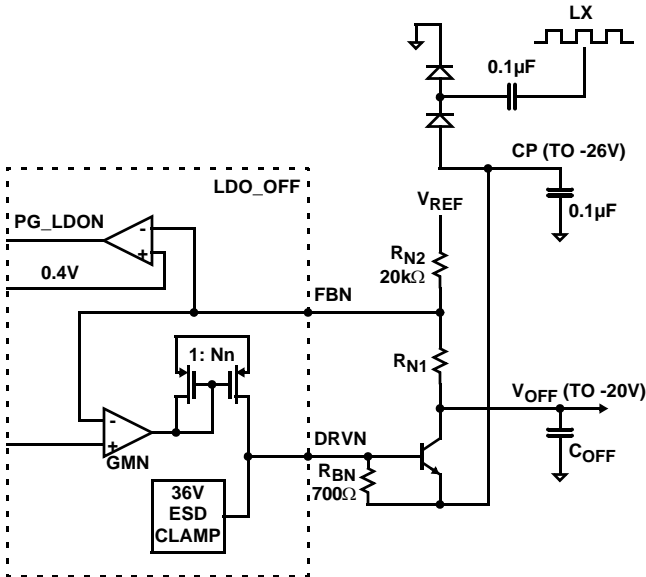 LX
0.1µF
CP (TO -26V)
LDO_OFF
V_REF
0.1µF
PG_LDON
-
+
R_N2
20kΩ
0.4V
FBN
1: Nn
R_N1
V_OFF (TO -20V)
-
+
GMN
DRVN
C_OFF
R_BN
700Ω
36V
ESD
CLAMP